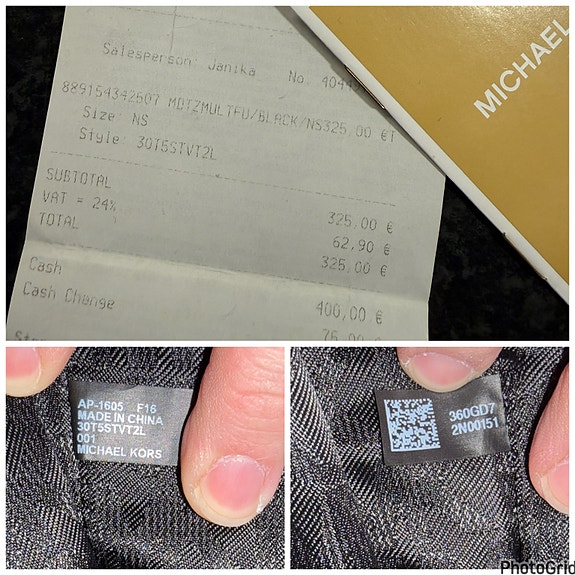 Salesperson: Janika No. 404
MICHAEL
889154342507 MDTZMULTFU/BLACK/NS325,00 €T
Size: NS
Style: 30T5STVT2L
SUBTOTAL 325,00 €
VAT = 24% 62,90 €
TOTAL 325,00 €
Cash 400,00 €
Cash Change 75,00 €
AP-1605 F16
MADE IN CHINA
30T5STVT2L
001
MICHAEL KORS
360GD7
2N00151
PhotoGrid